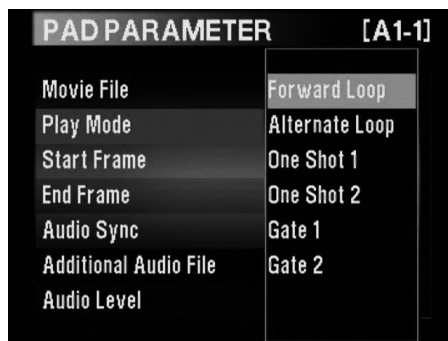 PAD PARAMETER [A1-1]
Movie File
Play Mode
Start Frame
End Frame
Audio Sync
Additional Audio File
Audio Level
Forward Loop
Alternate Loop
One Shot 1
One Shot 2
Gate 1
Gate 2